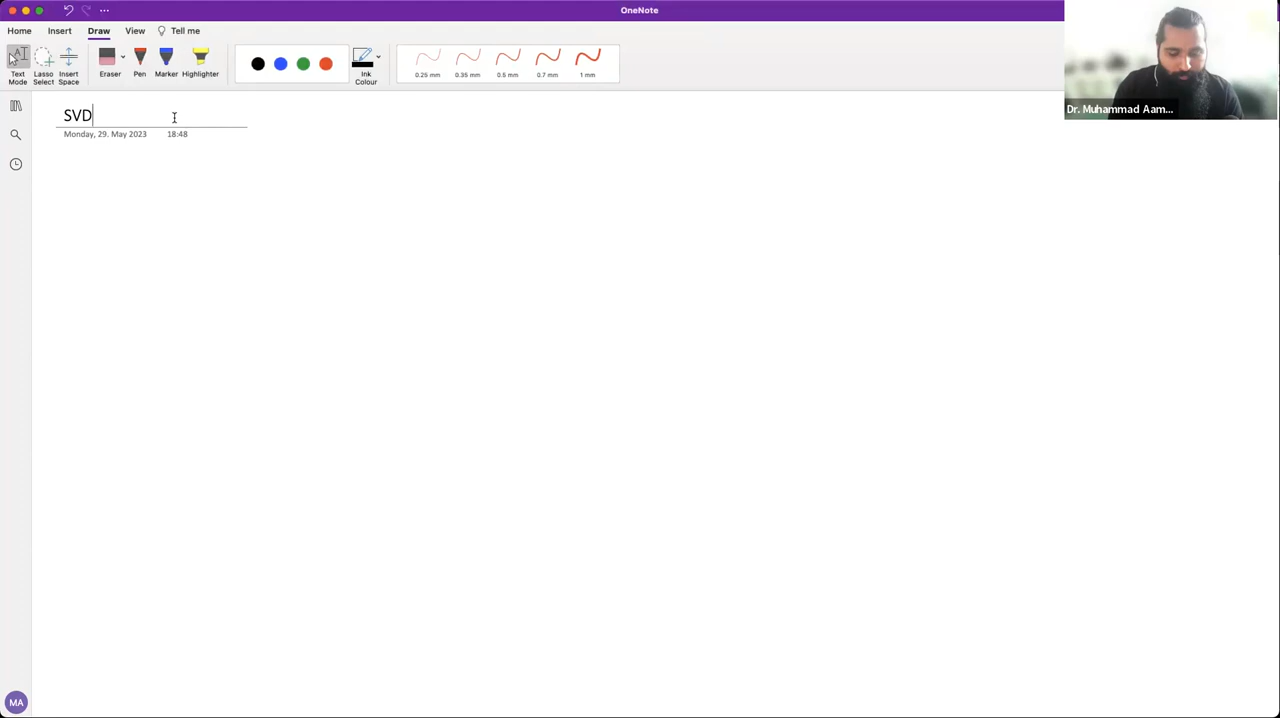 OneNote
Home Insert Draw View Tell me
Text Mode
Lasso Select
Insert Space
Eraser
Pen
Marker
Highlighter
Ink Colour
0.25 mm
0.35 mm
0.5 mm
0.7 mm
1 mm
Dr. Muhammad Aam...
SVD
Monday, 29. May 2023 18:48
MA